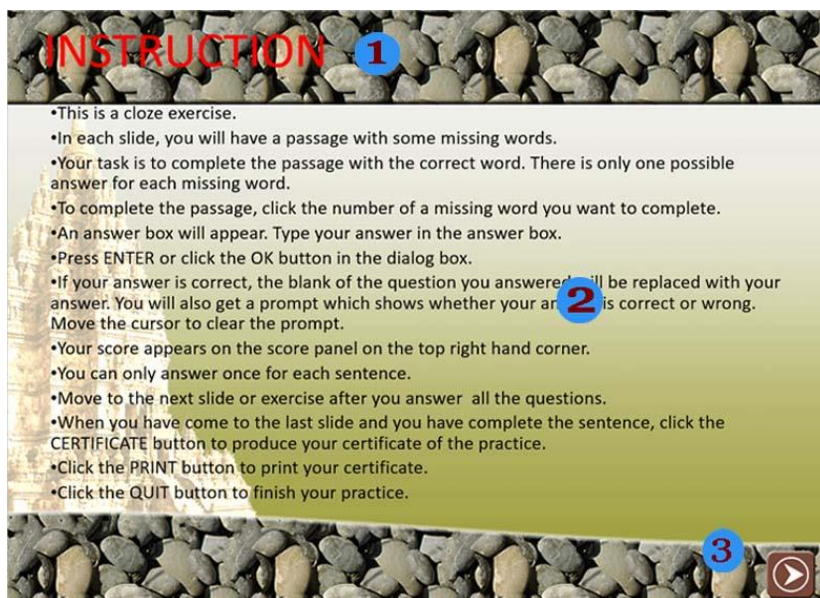 INSTRUCTION
1
•This is a cloze exercise.
•In each slide, you will have a passage with some missing words.
•Your task is to complete the passage with the correct word. There is only one possible
answer for each missing word.
•To complete the passage, click the number of a missing word you want to complete.
•An answer box will appear. Type your answer in the answer box.
•Press ENTER or click the OK button in the dialog box.
•If your answer is correct, the blank of the question you answered will be replaced with your
answer. You will also get a prompt which shows whether your is correct or wrong.
2
Move the cursor to clear the prompt.
•Your score appears on the score panel on the top right hand corner.
•You can only answer once for each sentence.
•Move to the next slide or exercise after you answer all the questions.
•When you have come to the last slide and you have complete the sentence, click the
CERTIFICATE button to produce your certificate of the practice.
•Click the PRINT button to print your certificate.
•Click the QUIT button to finish your practice.
3